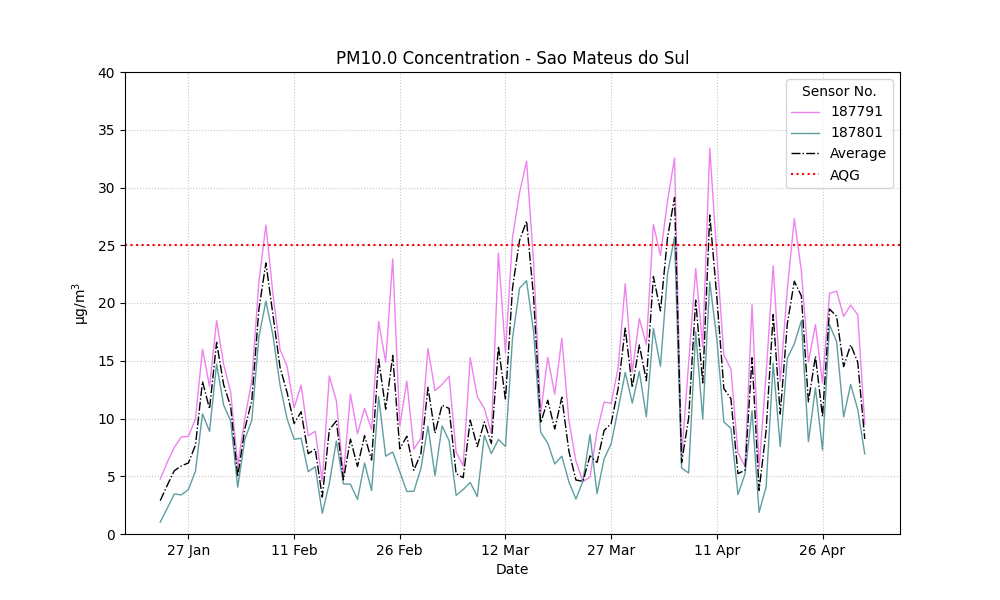 PM10.0 Concentration - Sao Mateus do Sul
µg/m³
40
35
30
25
20
15
10
5
0
Sensor No.
187791
187801
Average
AQG
27 Jan
11 Feb
26 Feb
12 Mar
27 Mar
11 Apr
26 Apr
Date